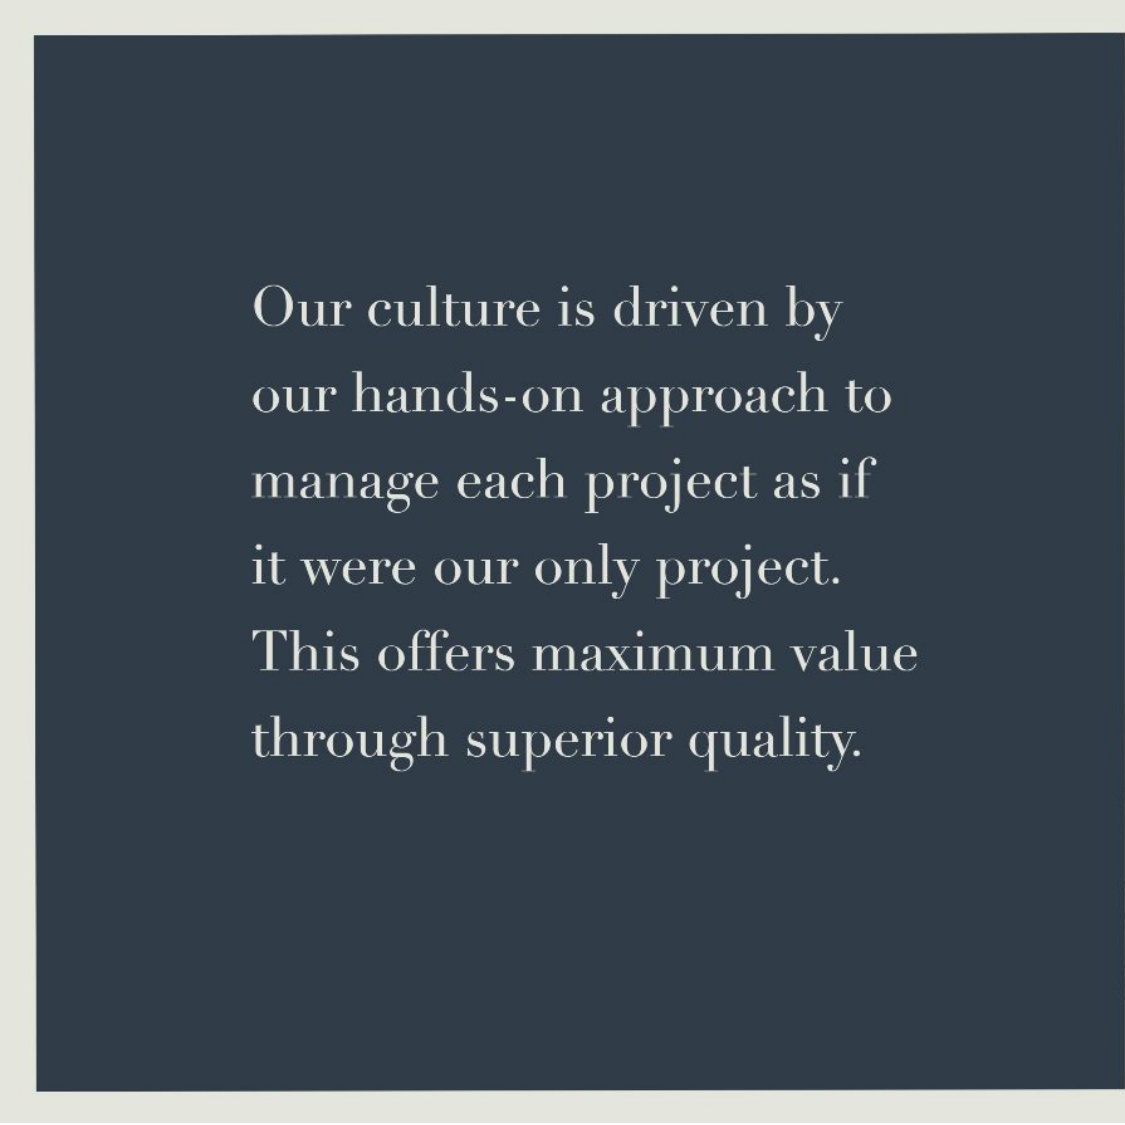 Our culture is driven by
our hands-on approach to
manage each project as if
it were our only project.
This offers maximum value
through superior quality.